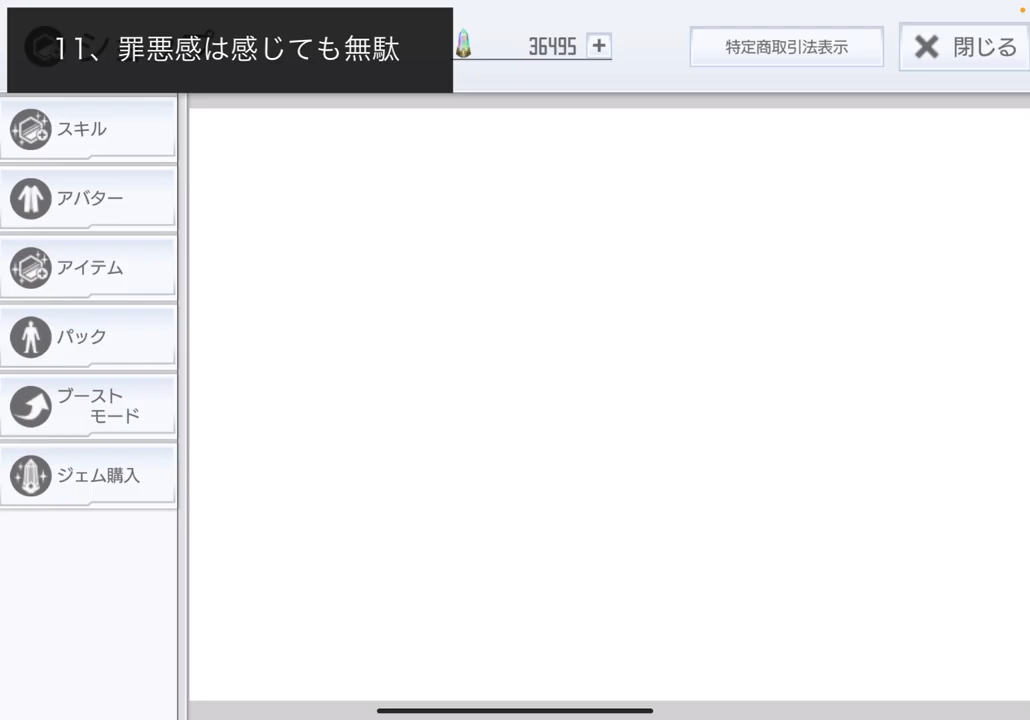 11、罪悪感は感じても無駄
36495
特定商取引法表示
閉じる
スキル
アバター
アイテム
パック
ブースト
モード
ジェム購入